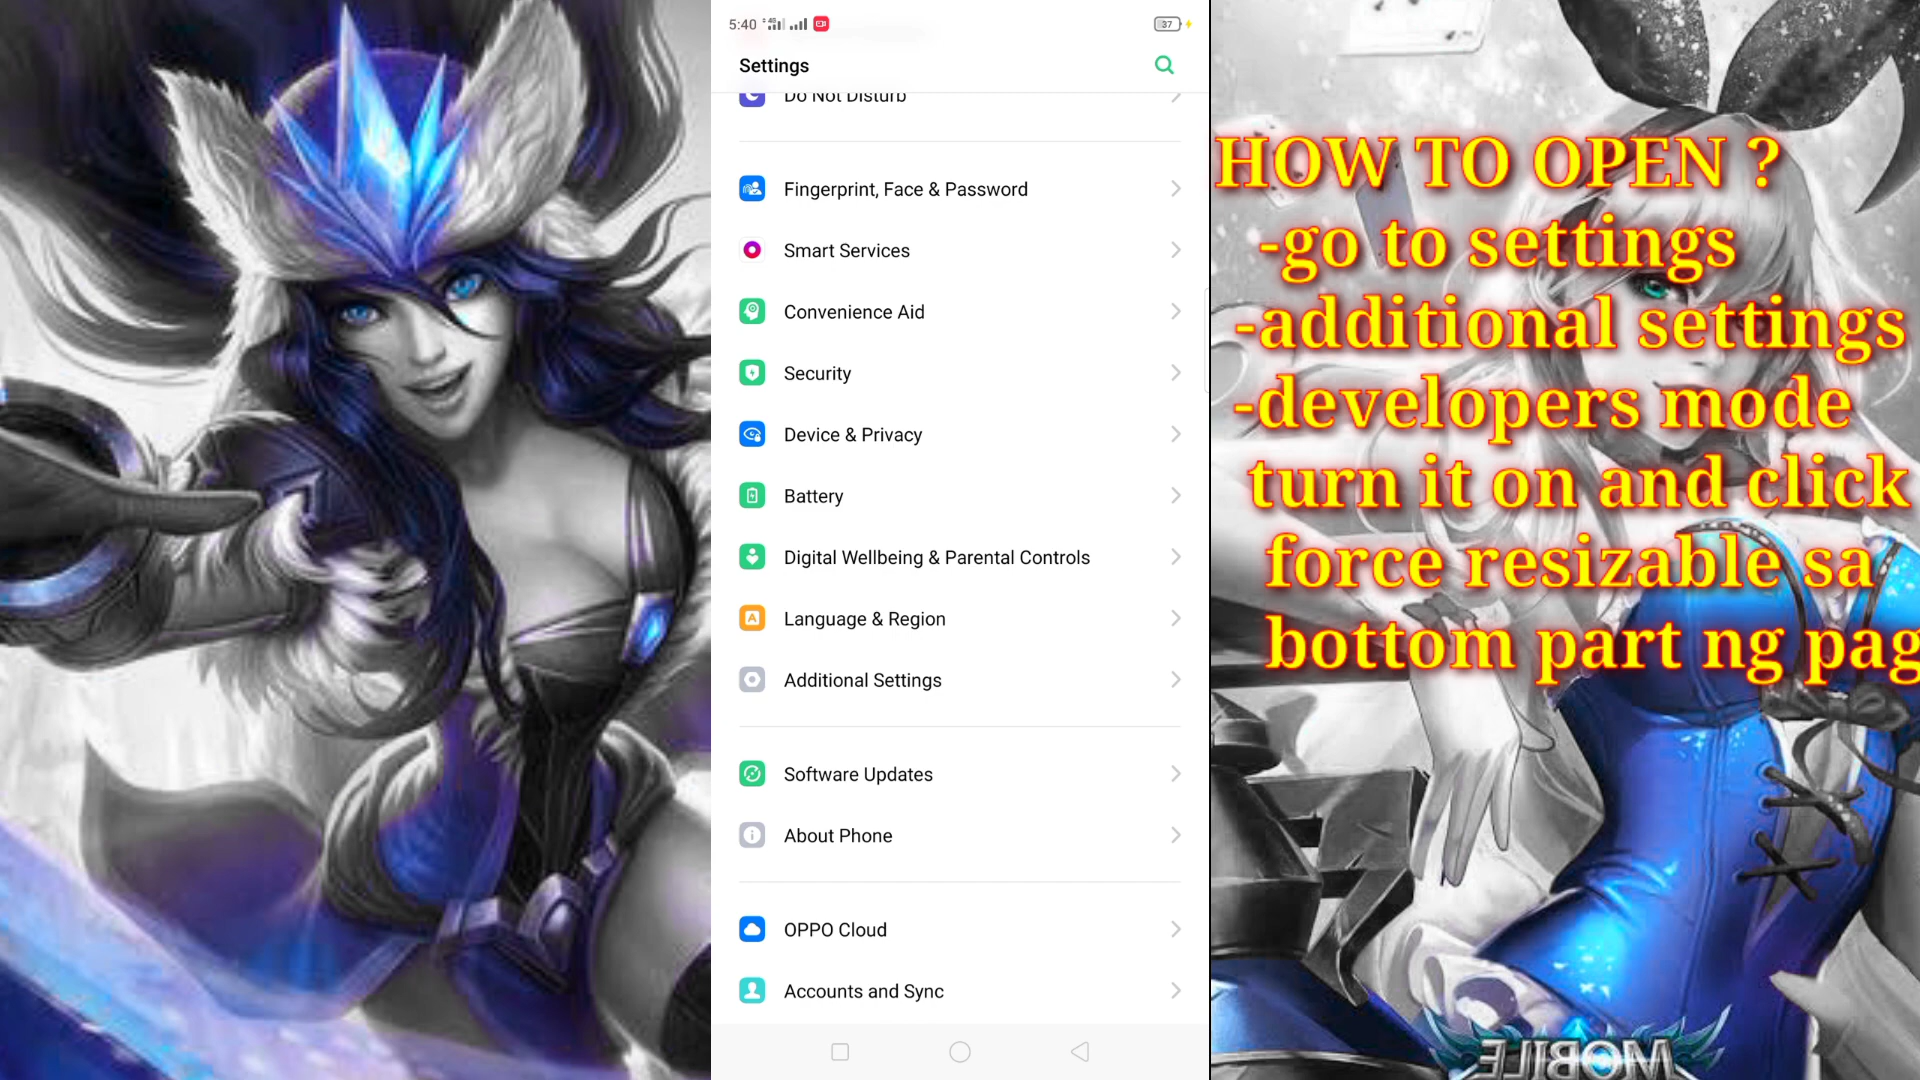 5:40
37
Settings
Do Not Disturb
Fingerprint, Face & Password
Smart Services
Convenience Aid
Security
Device & Privacy
Battery
Digital Wellbeing & Parental Controls
Language & Region
Additional Settings
Software Updates
About Phone
OPPO Cloud
Accounts and Sync
HOW TO OPEN ?
-go to settings
-additional settings
-developers mode
turn it on and click
force resizable sa
bottom part ng pag
MOBILE